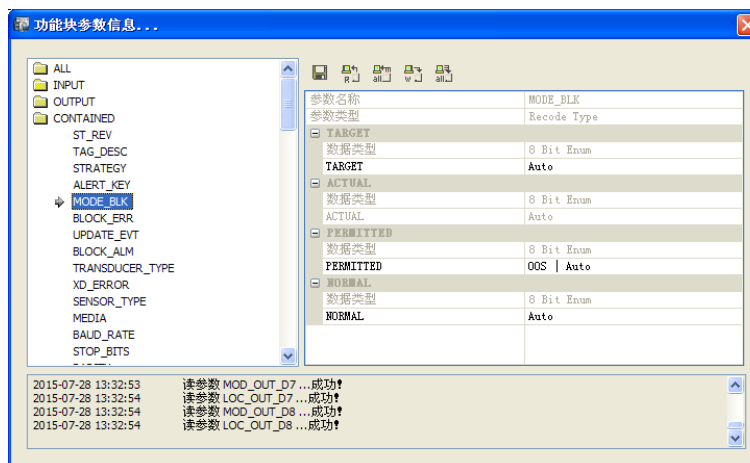 功能块参数信息...
ALL
INPUT
OUTPUT
CONTAINED
ST_REV
TAG_DESC
STRATEGY
ALERT_KEY
MODE_BLK
BLOCK_ERR
UPDATE_EVT
BLOCK_ALM
TRANSDUCER_TYPE
XD_ERROR
SENSOR_TYPE
MEDIA
BAUD_RATE
STOP_BITS
R all W all
参数名称 MODE_BLK
参数类型 Recode Type
TARGET
数据类型 8 Bit Enum
TARGET Auto
ACTUAL
数据类型 8 Bit Enum
ACTUAL Auto
PERMITTED
数据类型 8 Bit Enum
PERMITTED OOS | Auto
NORMAL
数据类型 8 Bit Enum
NORMAL Auto
2015-07-28 13:32:53 读参数 MOD_OUT_D7 ...成功!
2015-07-28 13:32:54 读参数 LOC_OUT_D7 ...成功!
2015-07-28 13:32:54 读参数 MOD_OUT_D8 ...成功!
2015-07-28 13:32:54 读参数 LOC_OUT_D8 ...成功!